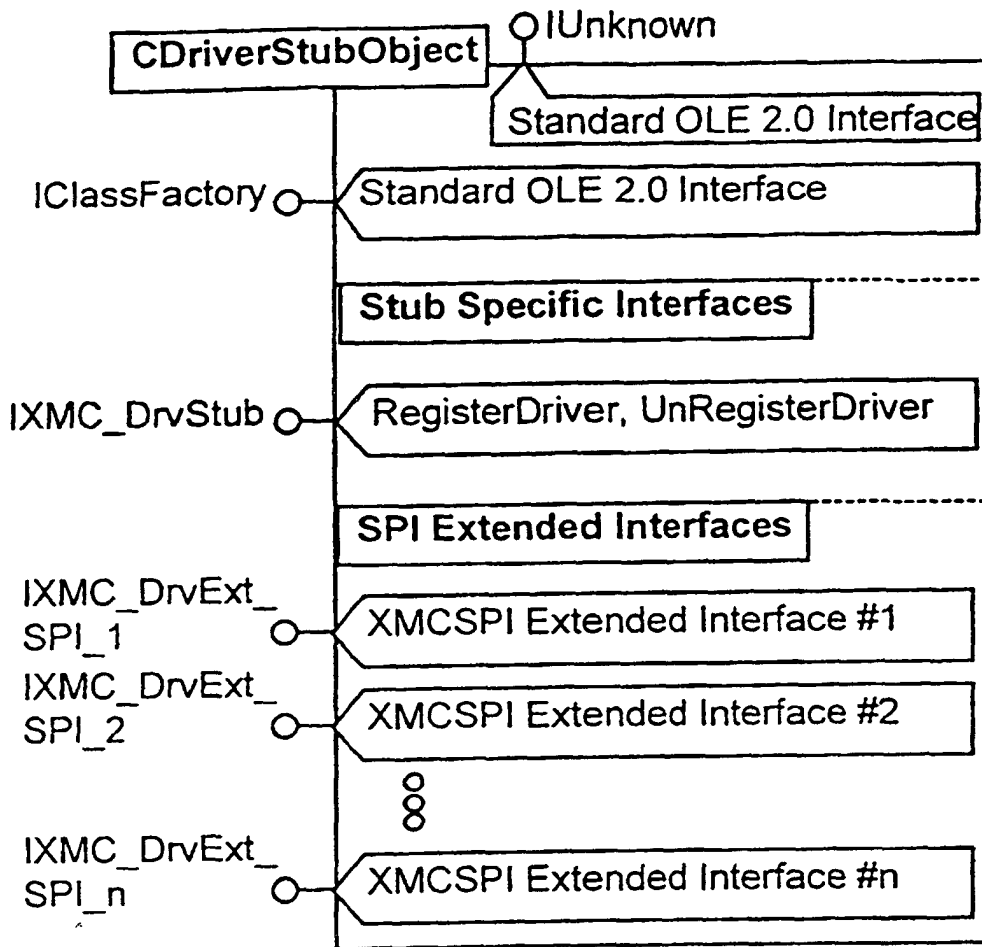 IUnknown
CDriverStubObject
Standard OLE 2.0 Interface
IClassFactory
Standard OLE 2.0 Interface
Stub Specific Interfaces
IXMC_DrvStub
RegisterDriver, UnRegisterDriver
SPI Extended Interfaces
IXMC_DrvExt_
SPI_1
XMCSPI Extended Interface #1
IXMC_DrvExt_
SPI_2
XMCSPI Extended Interface #2
IXMC_DrvExt_
SPI_n
XMCSPI Extended Interface #n